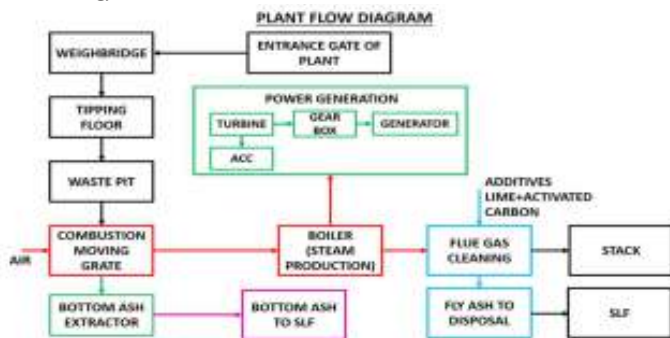 PLANT FLOW DIAGRAM
WEIGHBRIDGE
ENTRANCE GATE OF
PLANT
POWER GENERATION
TIPPING
FLOOR
TURBINE
GEAR
BOX
GENERATOR
ACC
WASTE PIT
ADDITIVES
LIME+ACTIVATED
CARBON
AIR
COMBUSTION
MOVING
GRATE
BOILER
(STEAM
PRODUCTION)
FLUE GAS
CLEANING
STACK
BOTTOM ASH
EXTRACTOR
BOTTOM ASH
TO SLF
FLY ASH TO
DISPOSAL
SLF